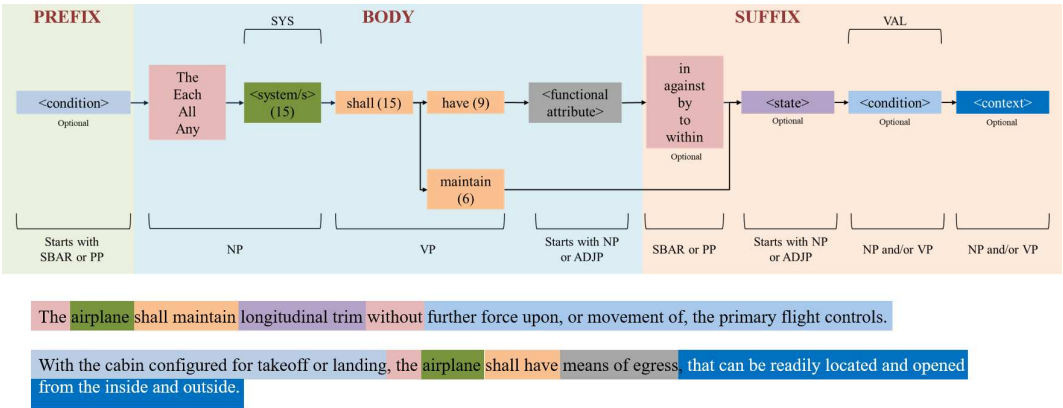 PREFIX BODY SUFFIX
SYS VAL
<condition>
Optional
The
Each
All
Any
<system/s>
(15)
shall (15)
have (9)
maintain
(6)
<functional
attribute>
in
against
by
to
within
Optional
<state>
Optional
<condition>
Optional
<context>
Optional
Starts with
SBAR or PP
NP
VP
Starts with NP
or ADJP
SBAR or PP
Starts with NP
or ADJP
NP and/or VP
NP and/or VP
The airplane shall maintain longitudinal trim without further force upon, or movement of, the primary flight controls.
With the cabin configured for takeoff or landing, the airplane shall have means of egress, that can be readily located and opened
from the inside and outside.